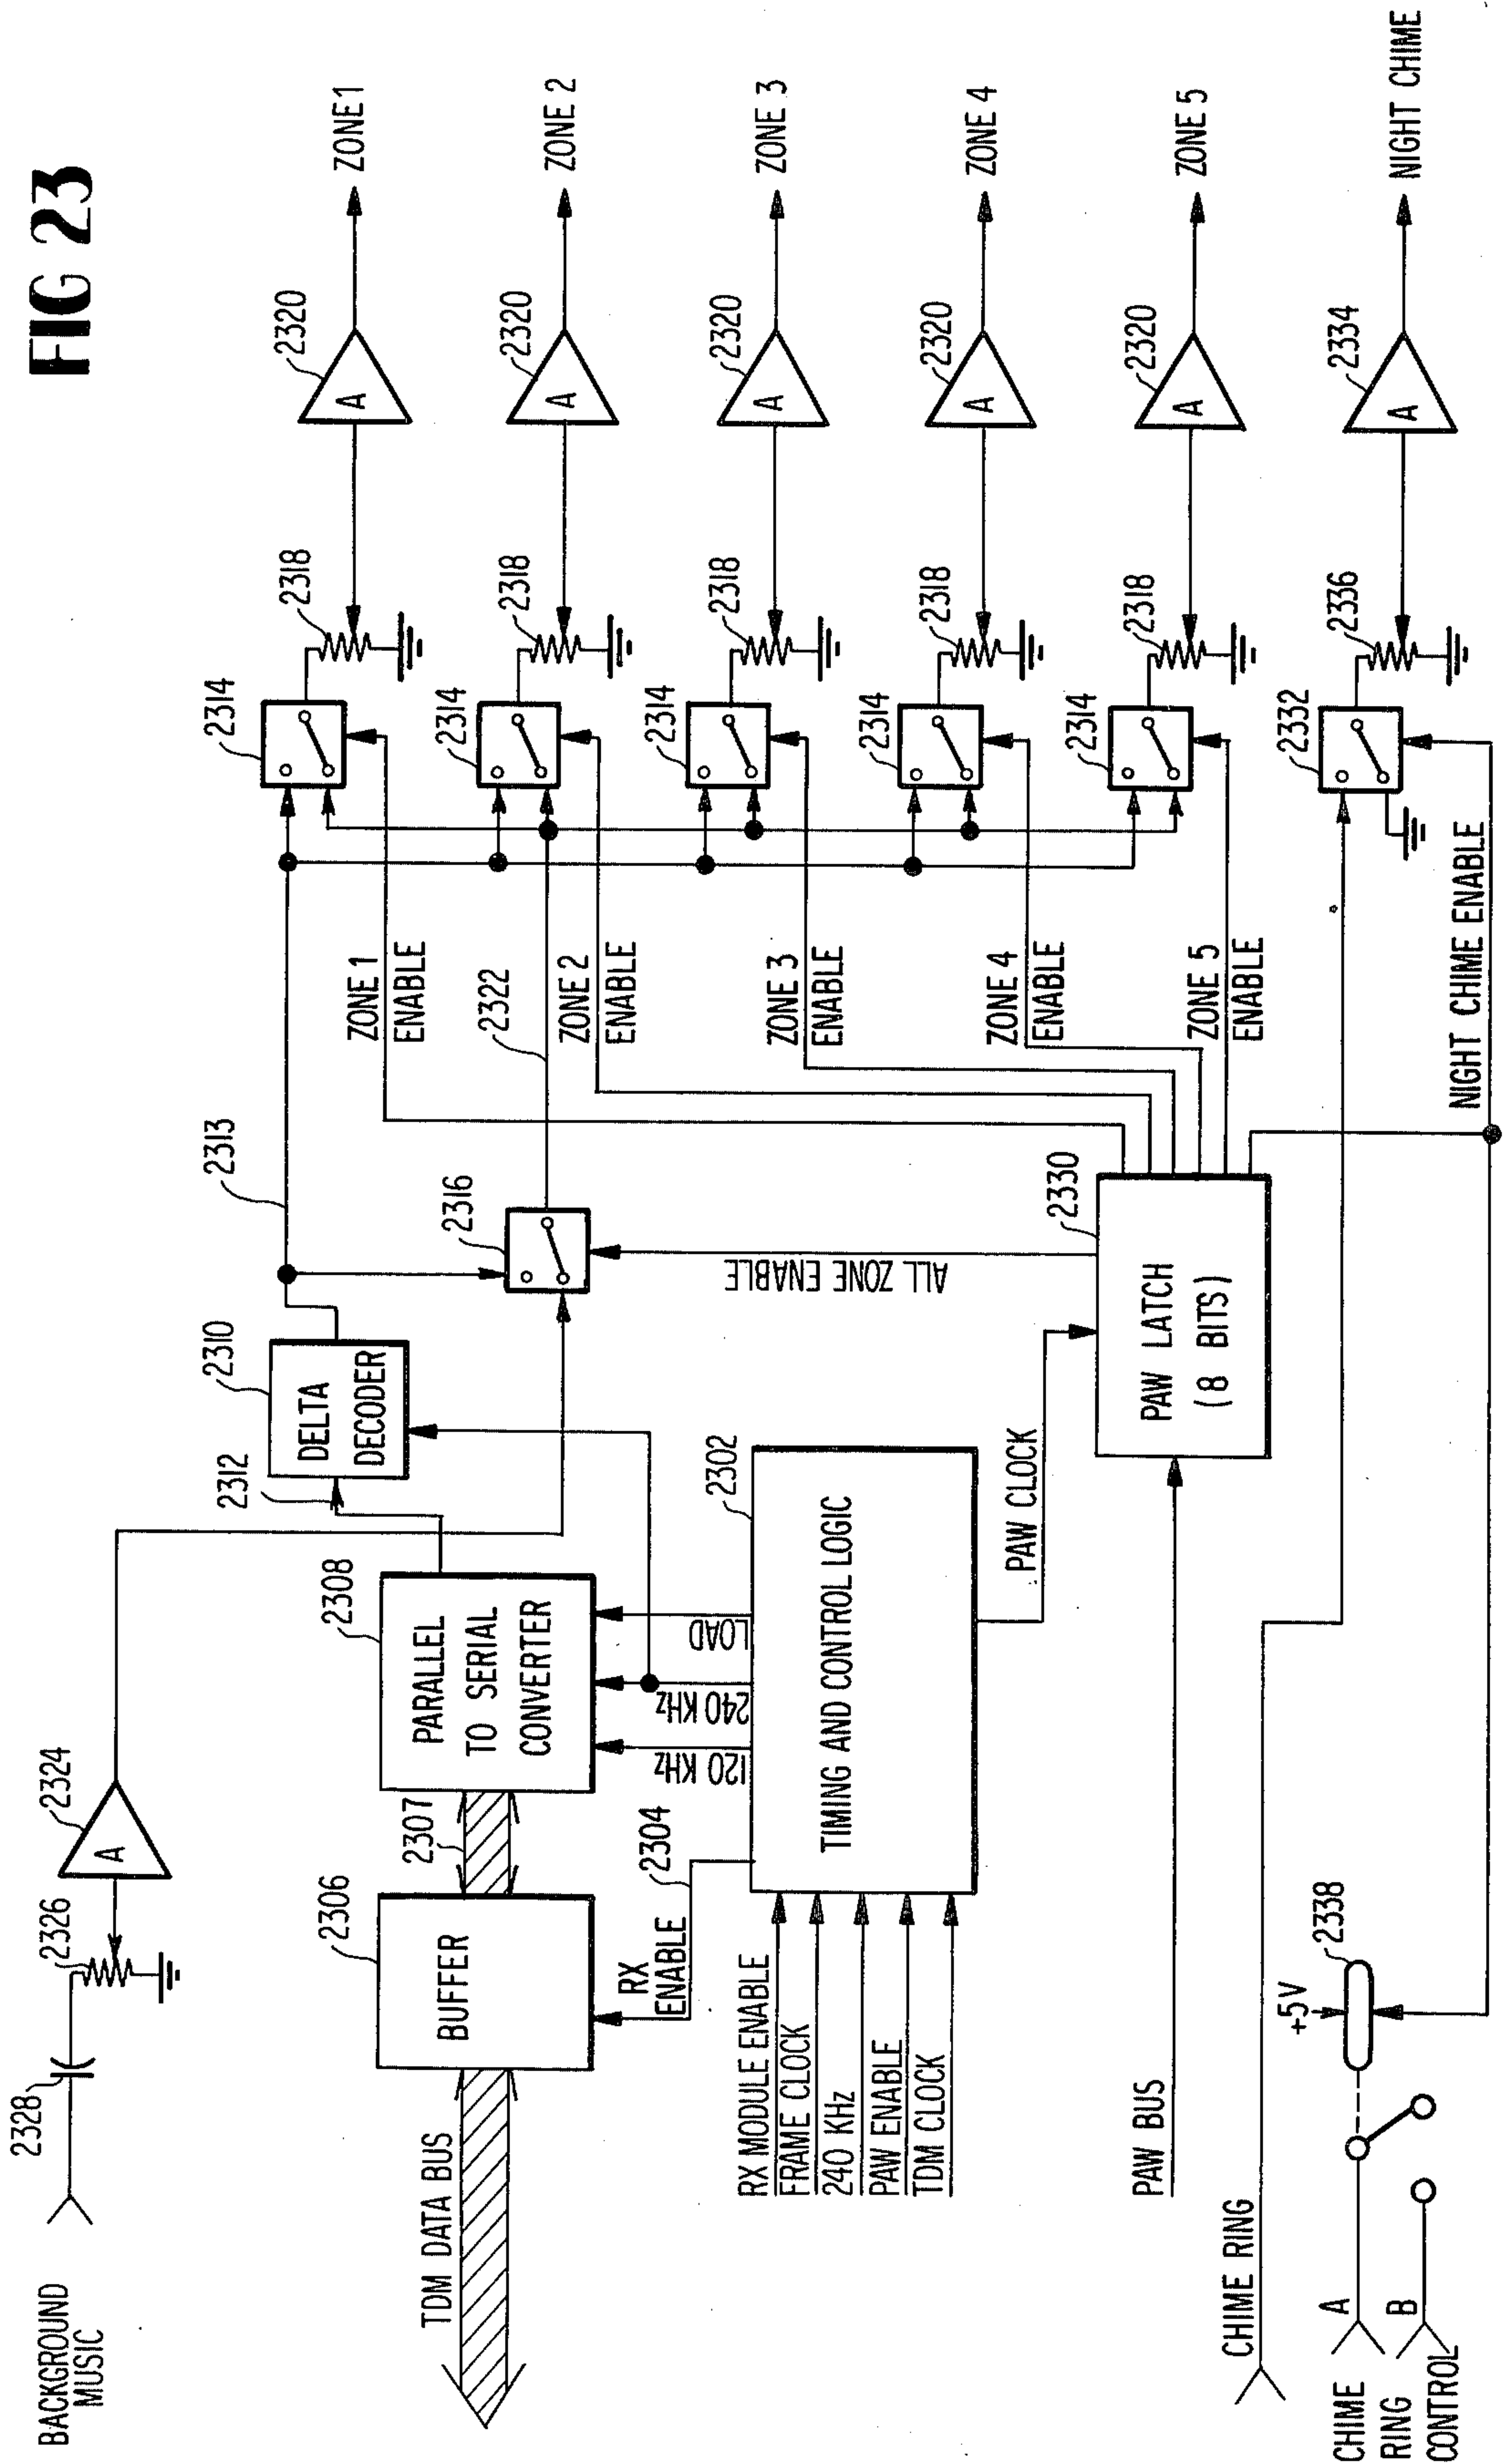 FIG 23
BACKGROUND
MUSIC
2328
2326
2324
A
TDM DATA BUS
2306
BUFFER
2307
2308
PARALLEL
TO SERIAL
CONVERTER
2312
2310
DELTA
DECODER
2313
2316
2322
RX
ENABLE
2304
120 KHz
240 KHz
LOAD
2302
TIMING AND CONTROL LOGIC
RX MODULE ENABLE
FRAME CLOCK
240 KHz
PAW ENABLE
TDM CLOCK
PAW CLOCK
ALL ZONE ENABLE
PAW BUS
2330
PAW LATCH
(8 BITS)
ZONE 1
ENABLE
ZONE 2
ENABLE
ZONE 3
ENABLE
ZONE 4
ENABLE
ZONE 5
ENABLE
2314
2318
2320
A
ZONE 1
2314
2318
2320
A
ZONE 2
2314
2318
2320
A
ZONE 3
2314
2318
2320
A
ZONE 4
2314
2318
2320
A
ZONE 5
2332
2336
2334
A
NIGHT CHIME
NIGHT CHIME ENABLE
CHIME RING
CHIME
RING
CONTROL
A
B
+5V
2338